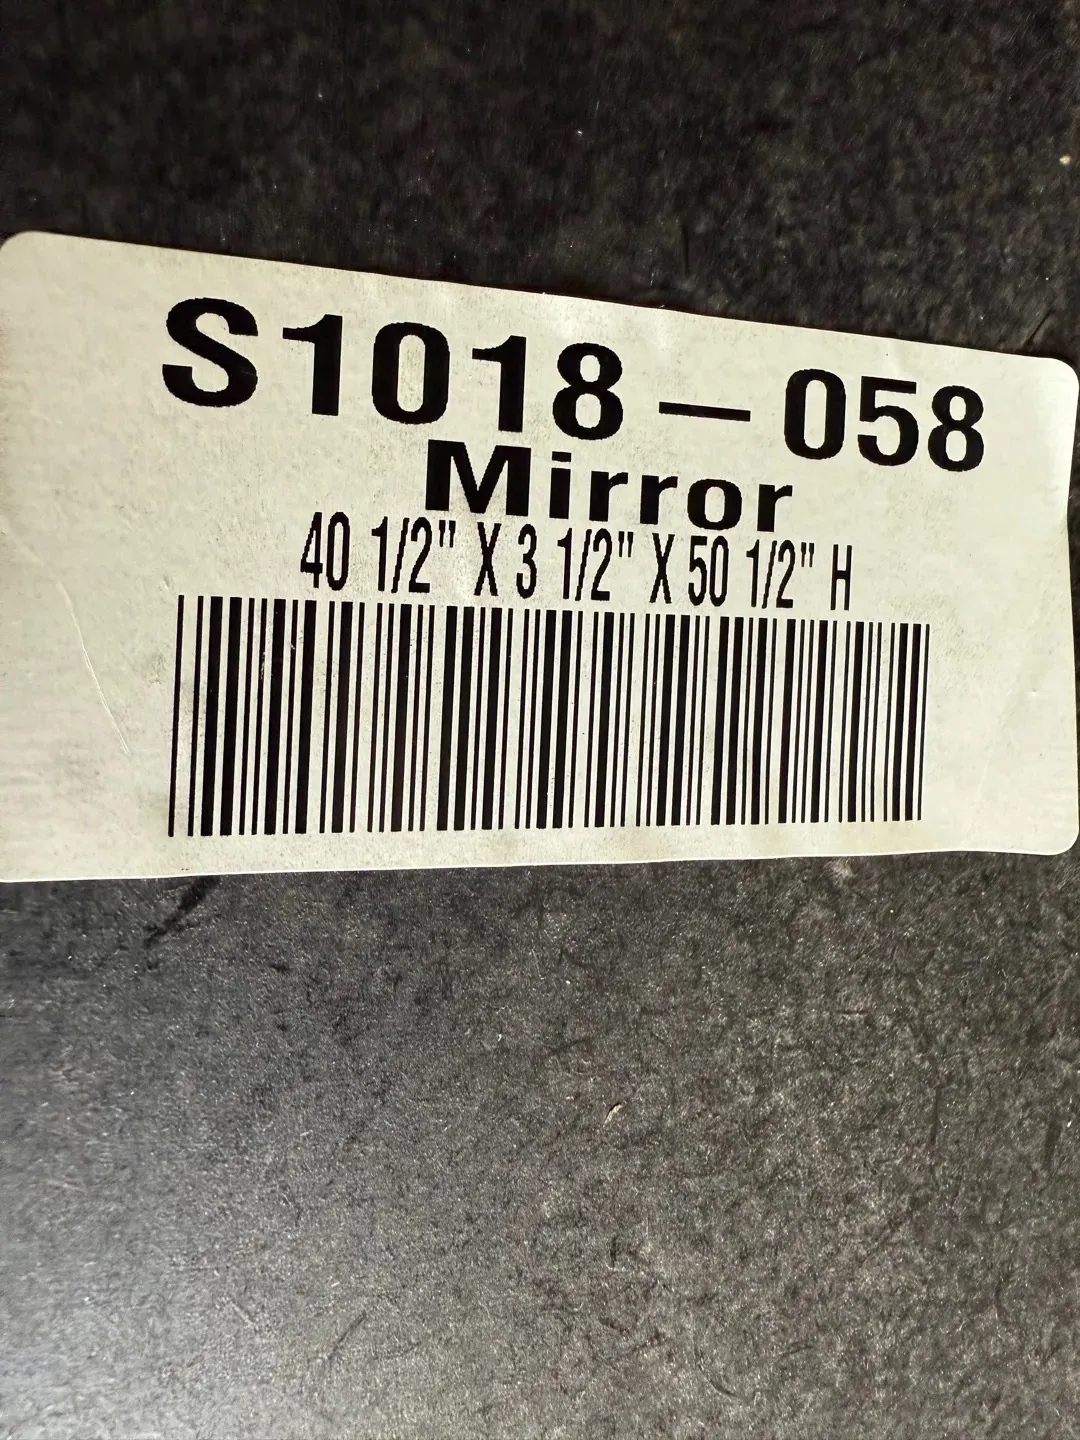 S1018-058
Mirror
40 1/2" X 3 1/2" X 50 1/2" H